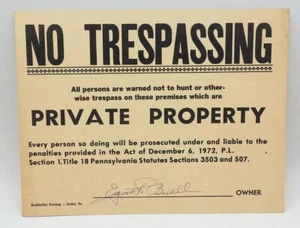 NO TRESPASSING
All persons are warned not to hunt or other-
wise trespass on these premises which are
PRIVATE PROPERTY
Every person so doing will be prosecuted under and liable to the
penalties provided in the Act of December 6, 1972, P.L.
Section 1.Title 18 Pennsylvania Statutes Sections 3503 and 507.
OWNER